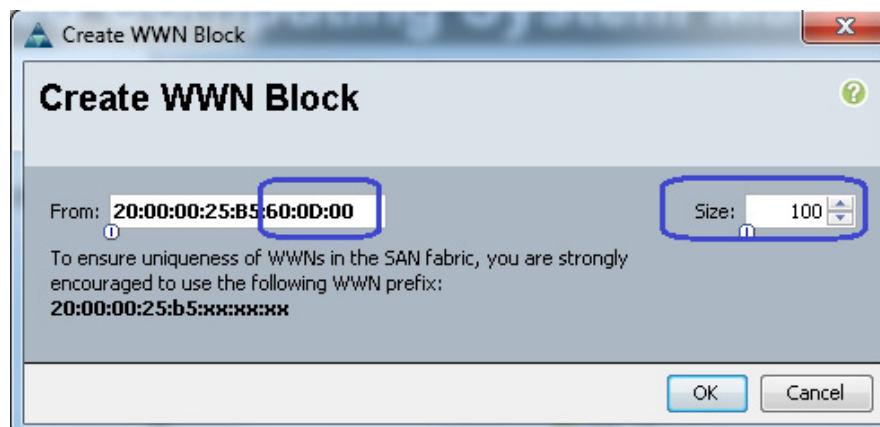 Create WWN Block
Create WWN Block
From: 20:00:00:25:B5:60:0D:00
Size: 100
To ensure uniqueness of WWNs in the SAN fabric, you are strongly
encouraged to use the following WWN prefix:
20:00:00:25:b5:xx:xx:xx
OK Cancel